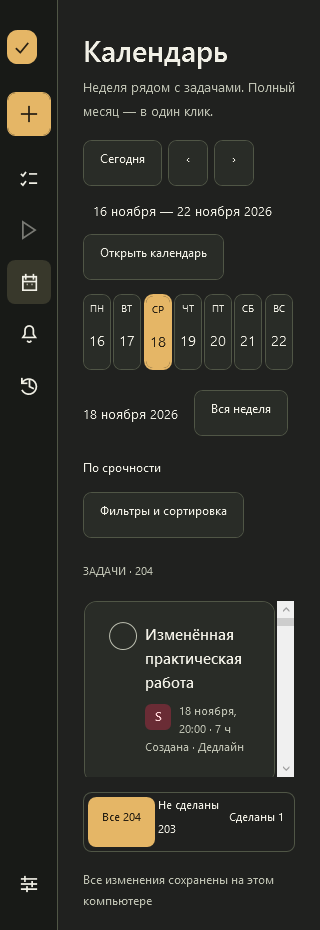 Календарь
Неделя рядом с задачами. Полный
месяц — в один клик.
Сегодня ‹ ›
16 ноября — 22 ноября 2026
Открыть календарь
ПН ВТ СР ЧТ ПТ СБ ВС
16 17 18 19 20 21 22
18 ноября 2026 Вся неделя
По срочности
Фильтры и сортировка
ЗАДАЧИ · 204
Изменённая
практическая
работа
S 18 ноября,
20:00 · 7 ч
Создана · Дедлайн
Все 204 Не сделаны
203 Сделаны 1
Все изменения сохранены на этом
компьютере